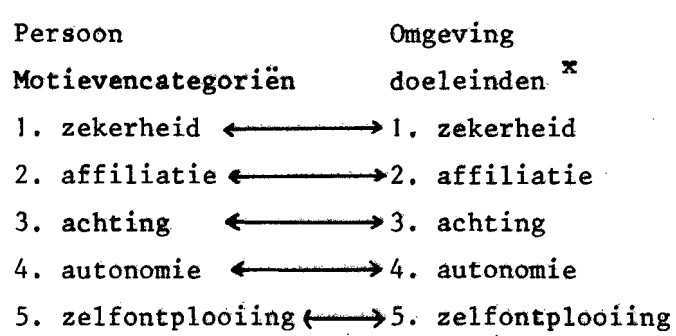 Persoon Omgeving
Motievencategoriën doeleinden x
1. zekerheid ⟷ 1. zekerheid
2. affiliatie ⟷ 2. affiliatie
3. achting ⟷ 3. achting
4. autonomie ⟷ 4. autonomie
5. zelfontplooiing ⟷ 5. zelfontplooiing